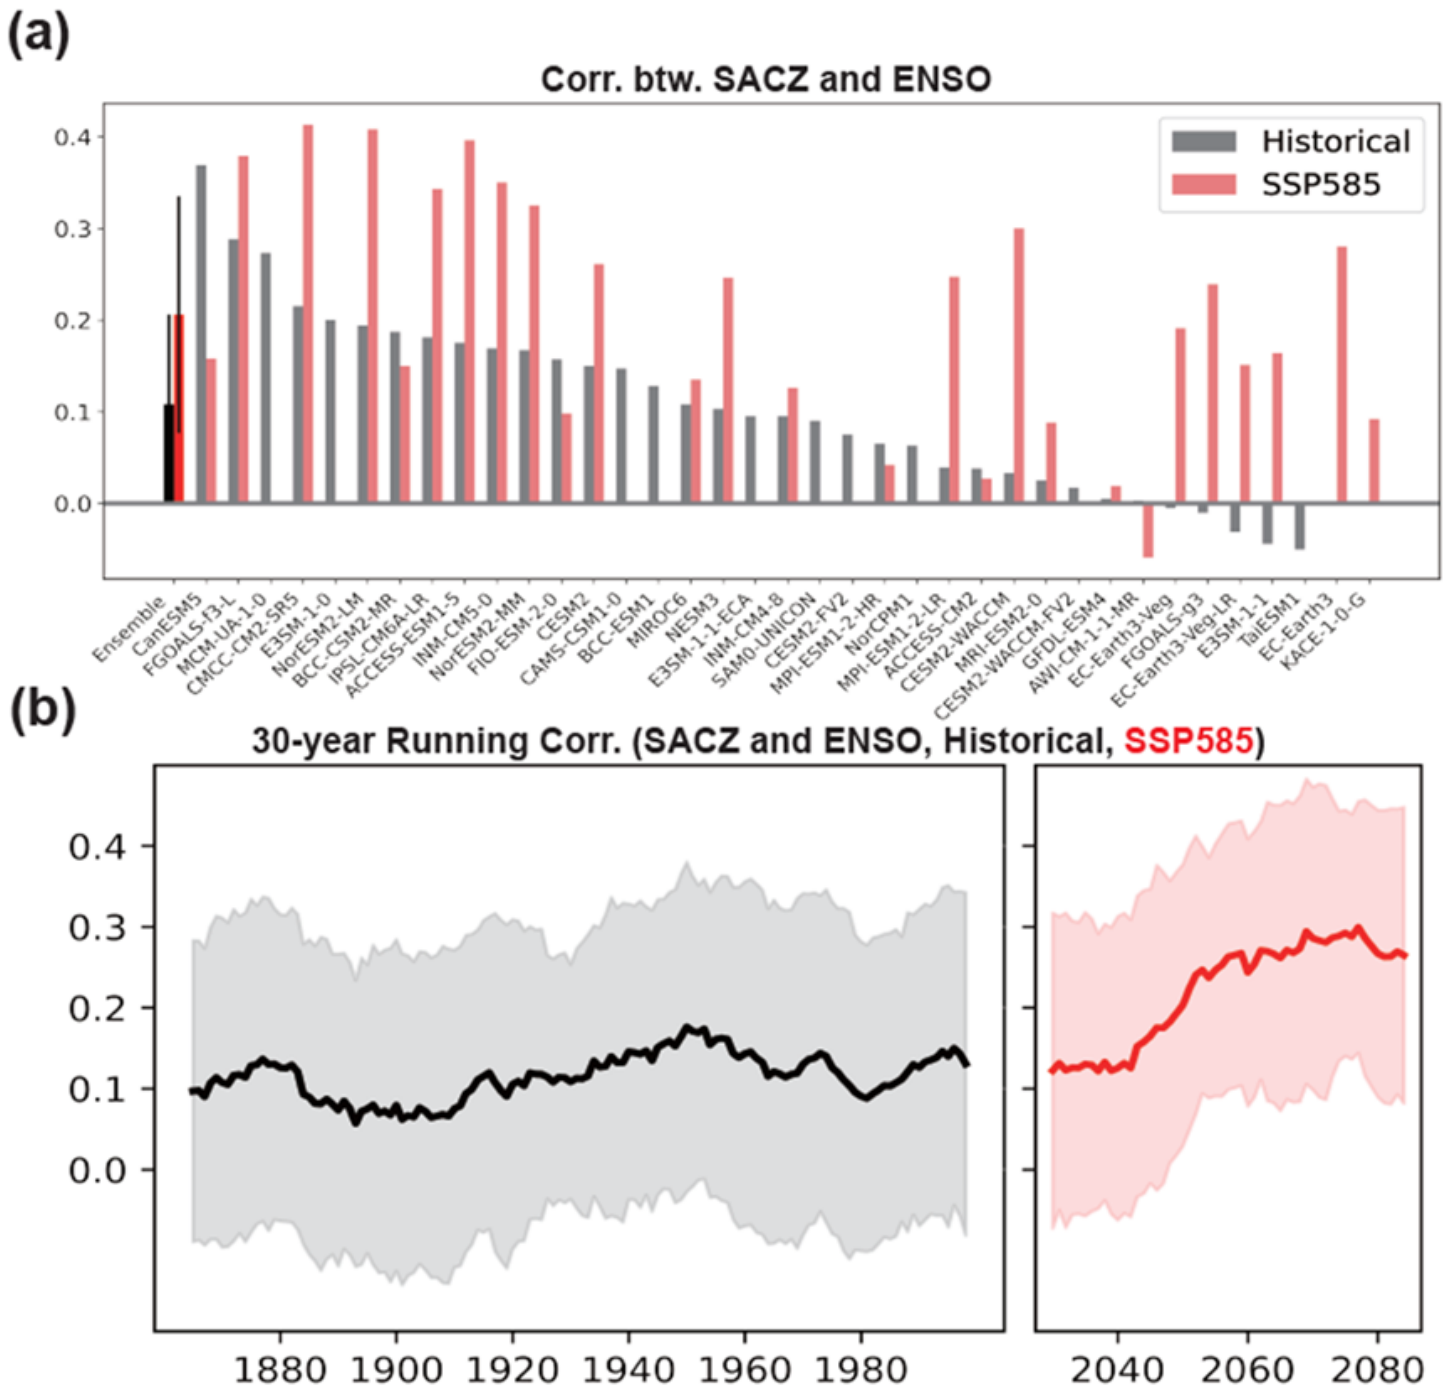 (a)
Corr. btw. SACZ and ENSO
Historical
SSP585
0.4
0.3
0.2
0.1
0.0
Ensemble
CanESM5
FGOALS-f3-L
MCM-UA-1-0
CMCC-CM2-SR5
E3SM-1-0
NorESM2-LM
BCC-CSM2-MR
IPSL-CM6A-LR
ACCESS-ESM1-5
INM-CM5-0
NorESM2-MM
FIO-ESM-2-0
CESM2
CAMS-CSM1-0
BCC-ESM1
MIROC6
NESM3
E3SM-1-1-ECA
INM-CM4-8
SAM0-UNICON
CESM2-FV2
MPI-ESM1-2-HR
NorCPM1
MPI-ESM1-2-LR
ACCESS-CM2
CESM2-WACCM
MRI-ESM2-0
CESM2-WACCM-FV2
GFDL-ESM4
AWI-CM-1-1-MR
EC-Earth3-Veg
FGOALS-g3
EC-Earth3-Veg-LR
E3SM-1-1
TaiESM1
EC-Earth3
KACE-1-0-G
(b)
30-year Running Corr. (SACZ and ENSO, Historical, SSP585)
0.4
0.3
0.2
0.1
0.0
1880 1900 1920 1940 1960 1980 2040 2060 2080